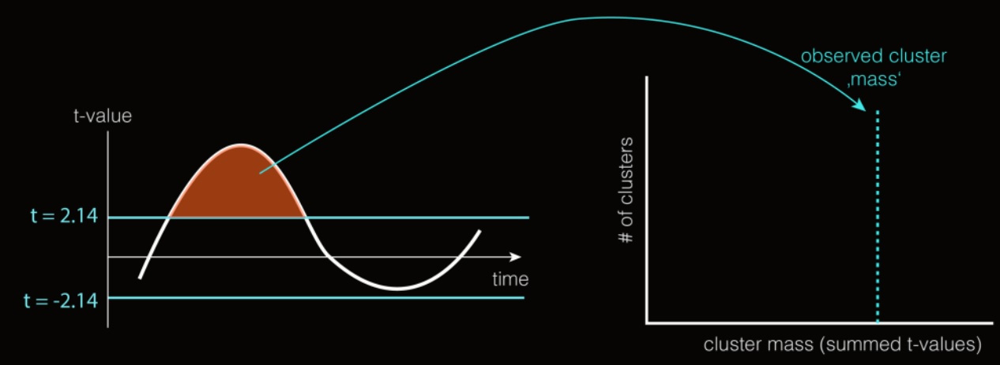 t-value
t = 2.14
t = -2.14
time
observed cluster
‚mass‘
# of clusters
cluster mass (summed t-values)